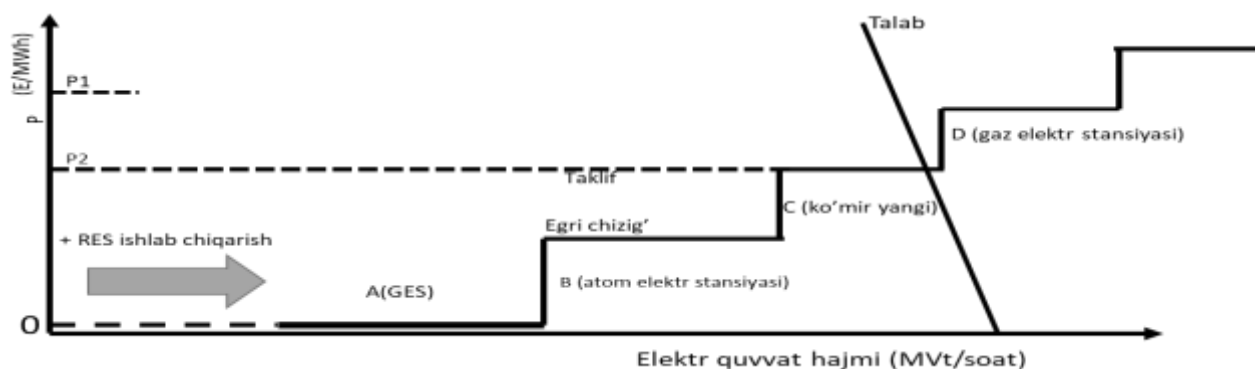 p (E/MWh)
Talab
P1
D (gaz elektr stansiyasi)
P2
Taklif
C (ko'mir yangi)
Egri chizig'
+ RES ishlab chiqarish
B (atom elektr stansiyasi)
A(GES)
O
Elektr quvvat hajmi (MVt/soat)